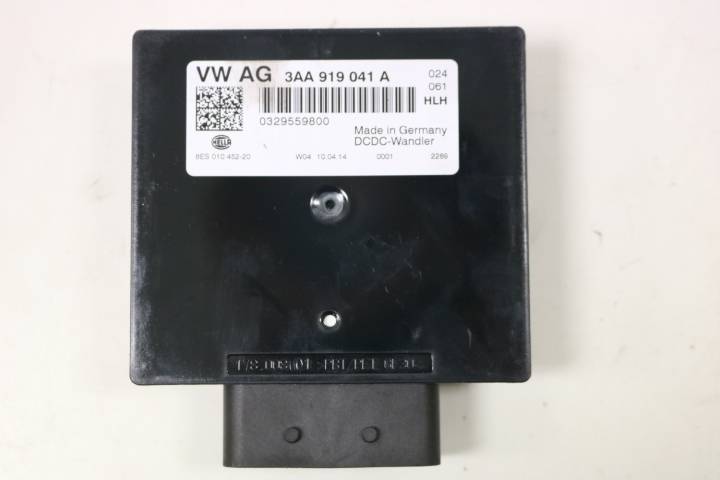 VW AG 3AA 919 041 A 024
061
HLH
0329559800
Made in Germany
DCDC-Wandler
HELLA
8ES 010 452-20 W04 10.04.14 0001 2286